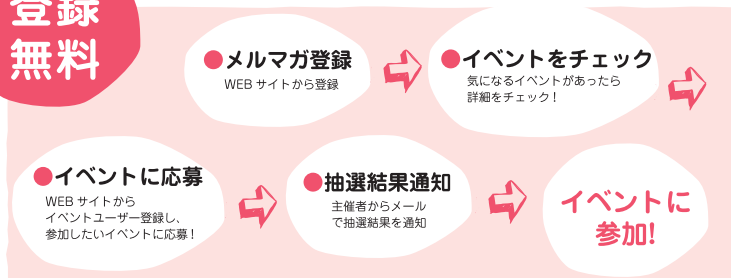 登録
無料
●メルマガ登録
WEB サイトから登録
●イベントをチェック
気になるイベントがあったら
詳細をチェック！
●イベントに応募
WEB サイトから
イベントユーザー登録し、
参加したいイベントに応募！
●抽選結果通知
主催者からメール
で抽選結果を通知
イベントに
参加!